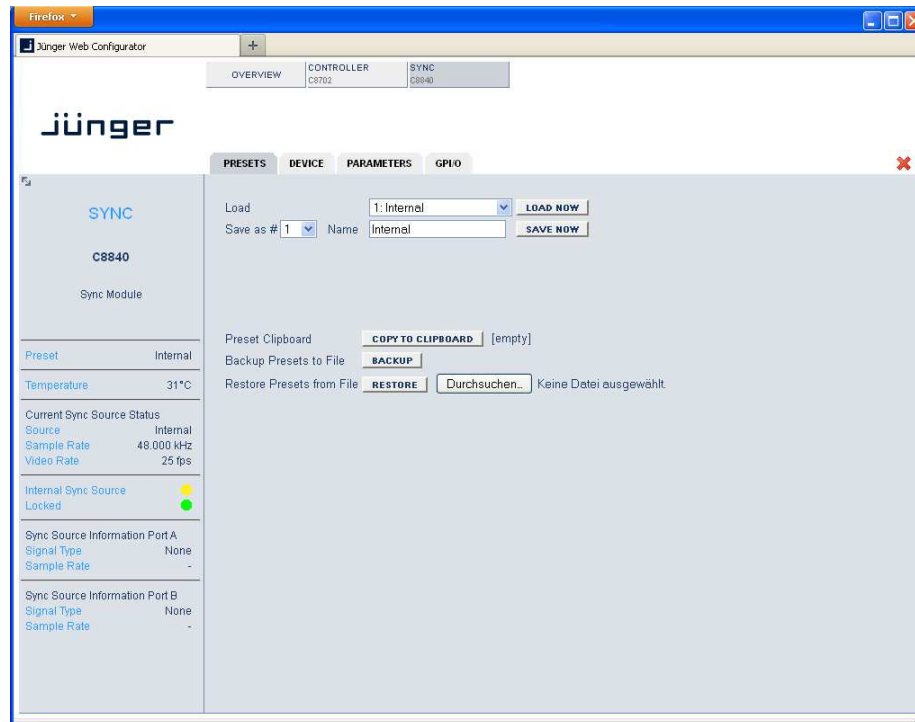 Firefox
Jünger Web Configurator
+
OVERVIEW
CONTROLLER
C8702
SYNC
C8840
jünger
PRESETS DEVICE PARAMETERS GPI/O
SYNC
C8840
Sync Module
Preset Internal
Temperature 31°C
Current Sync Source Status
Source Internal
Sample Rate 48.000 kHz
Video Rate 25 fps
Internal Sync Source
Locked
Sync Source Information Port A
Signal Type None
Sample Rate -
Sync Source Information Port B
Signal Type None
Sample Rate -
Load 1: Internal LOAD NOW
Save as # 1 Name Internal SAVE NOW
Preset Clipboard COPY TO CLIPBOARD [empty]
Backup Presets to File BACKUP
Restore Presets from File RESTORE Durchsuchen... Keine Datei ausgewählt.